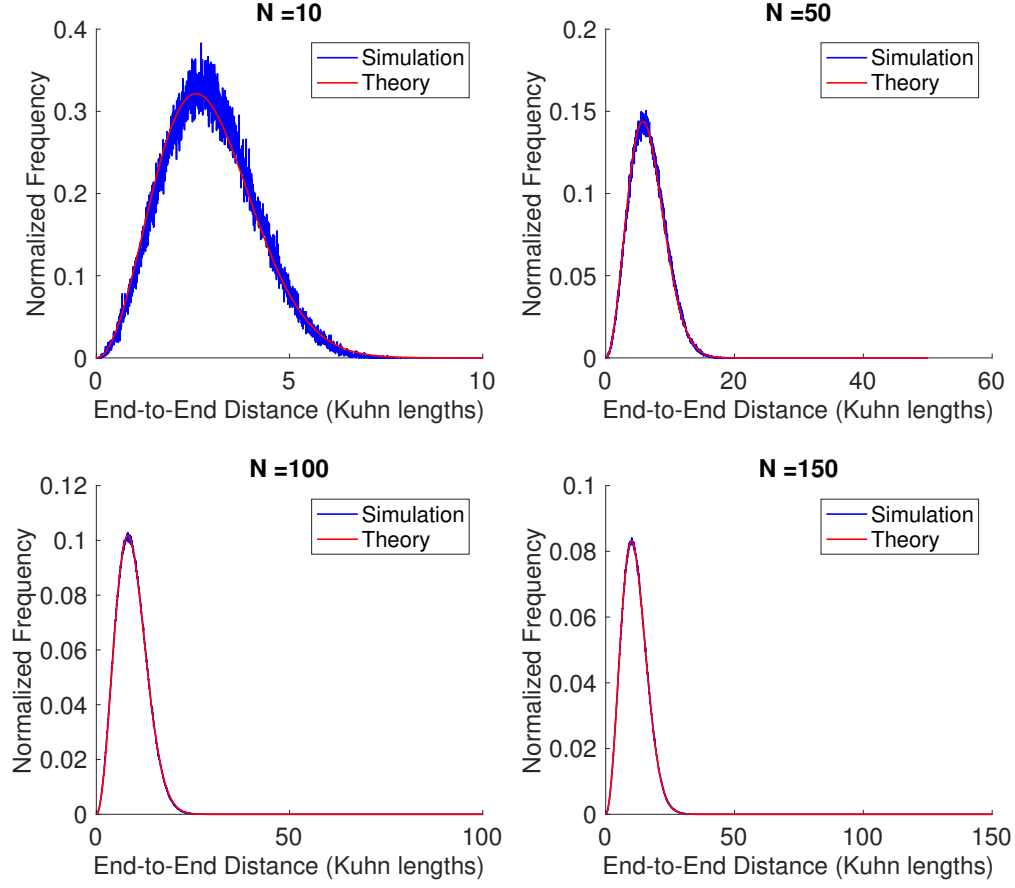 N =10
0.4
0.3
0.2
0.1
0
Normalized Frequency
Simulation
Theory
0
5
10
End-to-End Distance (Kuhn lengths)
N =50
0.2
0.15
0.1
0.05
0
Normalized Frequency
Simulation
Theory
0
20
40
60
End-to-End Distance (Kuhn lengths)
N =100
0.12
0.1
0.08
0.06
0.04
0.02
0
Normalized Frequency
Simulation
Theory
0
50
100
End-to-End Distance (Kuhn lengths)
N =150
0.1
0.08
0.06
0.04
0.02
0
Normalized Frequency
Simulation
Theory
0
50
100
150
End-to-End Distance (Kuhn lengths)